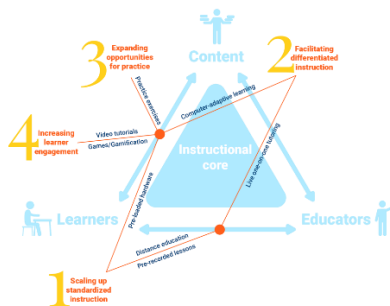 3 Expanding
opportunities
for practice
Content
2 Facilitating
differentiated
instruction
Practice exercises
Computer-adaptive learning
4 Increasing
learner
engagement
Video tutorials
Games/Gamification
Instructional
core
Pre-loaded hardware
Live one-on-one tutoring
Learners
Educators
Distance education
Pre-recorded lessons
1 Scaling up
standardized
instruction